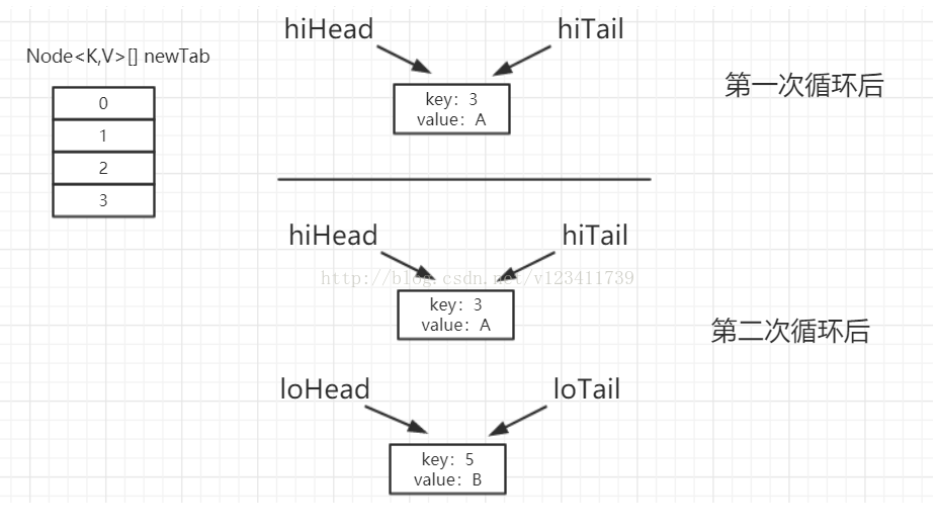 hiHead
hiTail
Node<K,V>[] newTab
第一次循环后
0
key: 3
value: A
1
2
3
hiHead
hiTail
http://blog.csdn.net/v123411739
key: 3
value: A
第二次循环后
loHead
loTail
key: 5
value: B